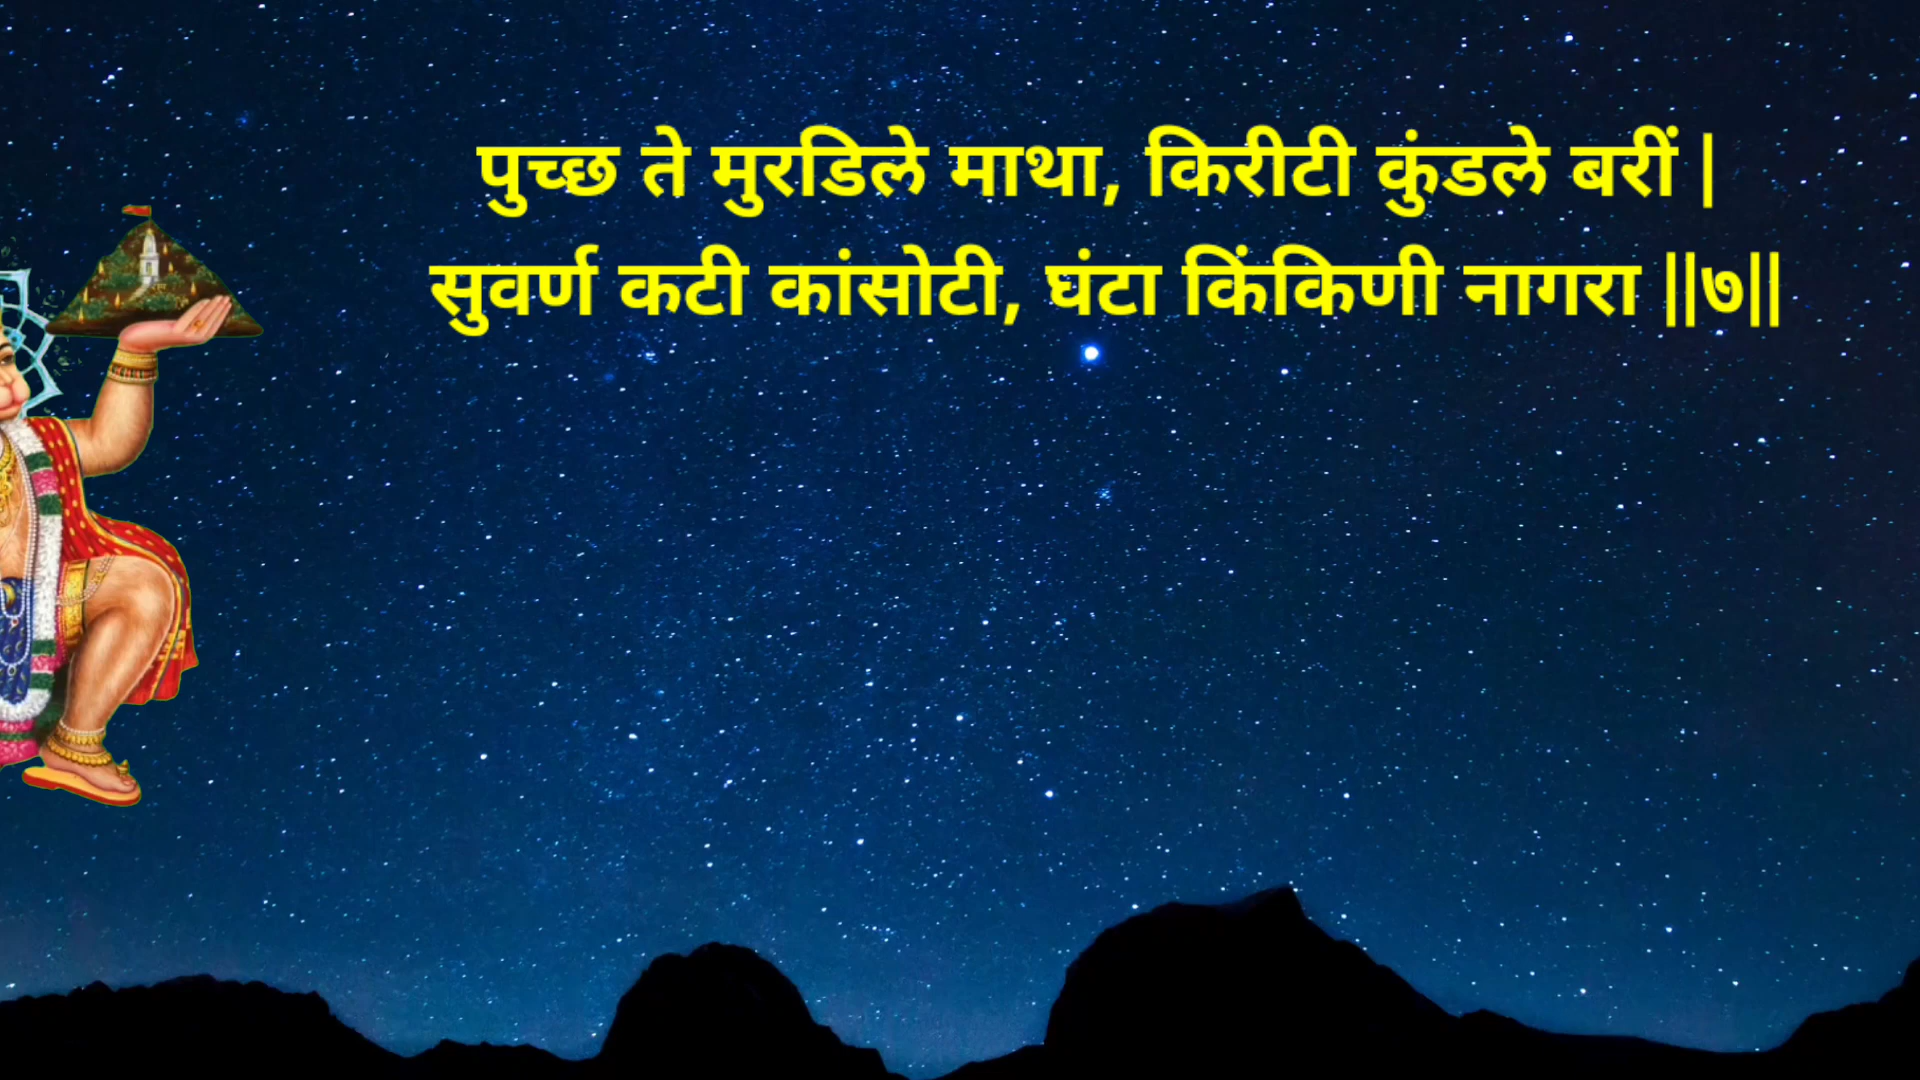 पुच्छ ते मुरडिले माथा, किरीटी कुंडले बरीं |
सुवर्ण कटी कांसोटी, घंटा किंकिणी नागरा ||७||